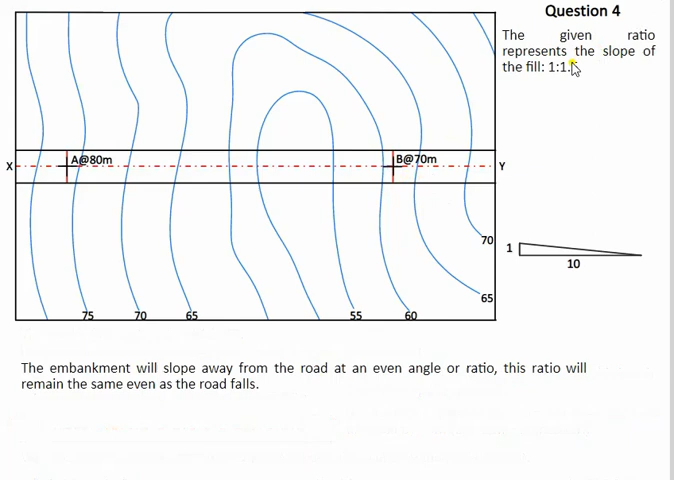 Question 4
The given ratio
represents the slope of
the fill: 1:1.
X
A@80m
B@70m
Y
70
1
10
65
75
70
65
55
60
The embankment will slope away from the road at an even angle or ratio, this ratio will
remain the same even as the road falls.